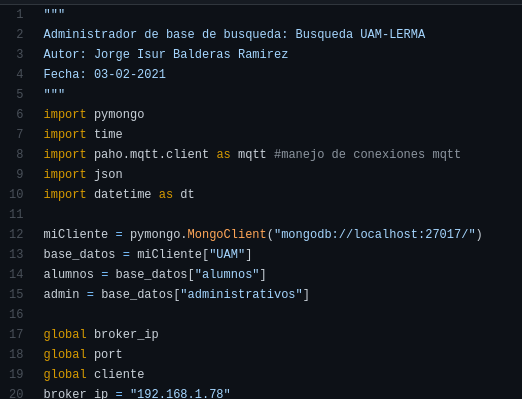 1 """
2 Administrador de base de busqueda: Busqueda UAM-LERMA
3 Autor: Jorge Isur Balderas Ramirez
4 Fecha: 03-02-2021
5 """
6 import pymongo
7 import time
8 import paho.mqtt.client as mqtt #manejo de conexiones mqtt
9 import json
10 import datetime as dt
11
12 miCliente = pymongo.MongoClient("mongodb://localhost:27017/")
13 base_datos = miCliente["UAM"]
14 alumnos = base_datos["alumnos"]
15 admin = base_datos["administrativos"]
16
17 global broker_ip
18 global port
19 global cliente
20 broker_ip = "192.168.1.78"